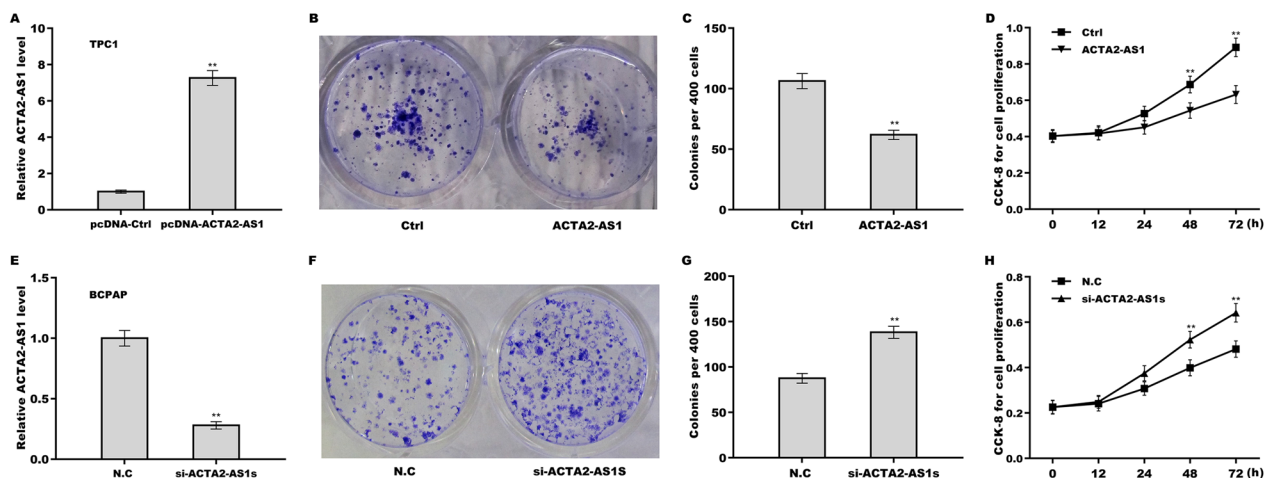 A
Relative ACTA2-AS1 level
10
8
6
4
2
0
TPC1
**
pcDNA-Ctrl pcDNA-ACTA2-AS1
B
Ctrl ACTA2-AS1
C
Colonies per 400 cells
150
100
50
0
**
Ctrl ACTA2-AS1
D
CCK-8 for cell proliferation
1.0
0.8
0.6
0.4
0.2
0.0
Ctrl
ACTA2-AS1
**
**
0 12 24 48 72 (h)
E
Relative ACTA2-AS1 level
1.5
1.0
0.5
0.0
BCPAP
**
N.C si-ACTA2-AS1s
F
N.C si-ACTA2-AS1S
G
Colonies per 400 cells
200
150
100
50
0
**
N.C si-ACTA2-AS1s
H
CCK-8 for cell proliferation
0.8
0.6
0.4
0.2
0.0
N.C
si-ACTA2-AS1s
**
**
0 12 24 48 72 (h)